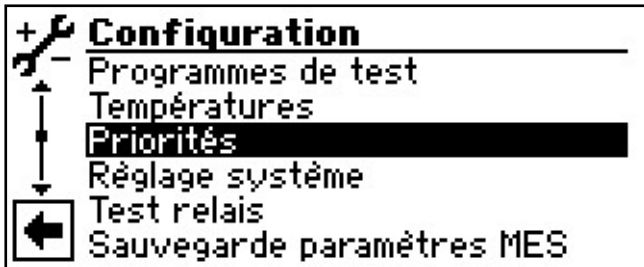 Configuration
Programmes de test
Températures
Priorités
Réglage système
Test relais
Sauvegarde paramètres MES